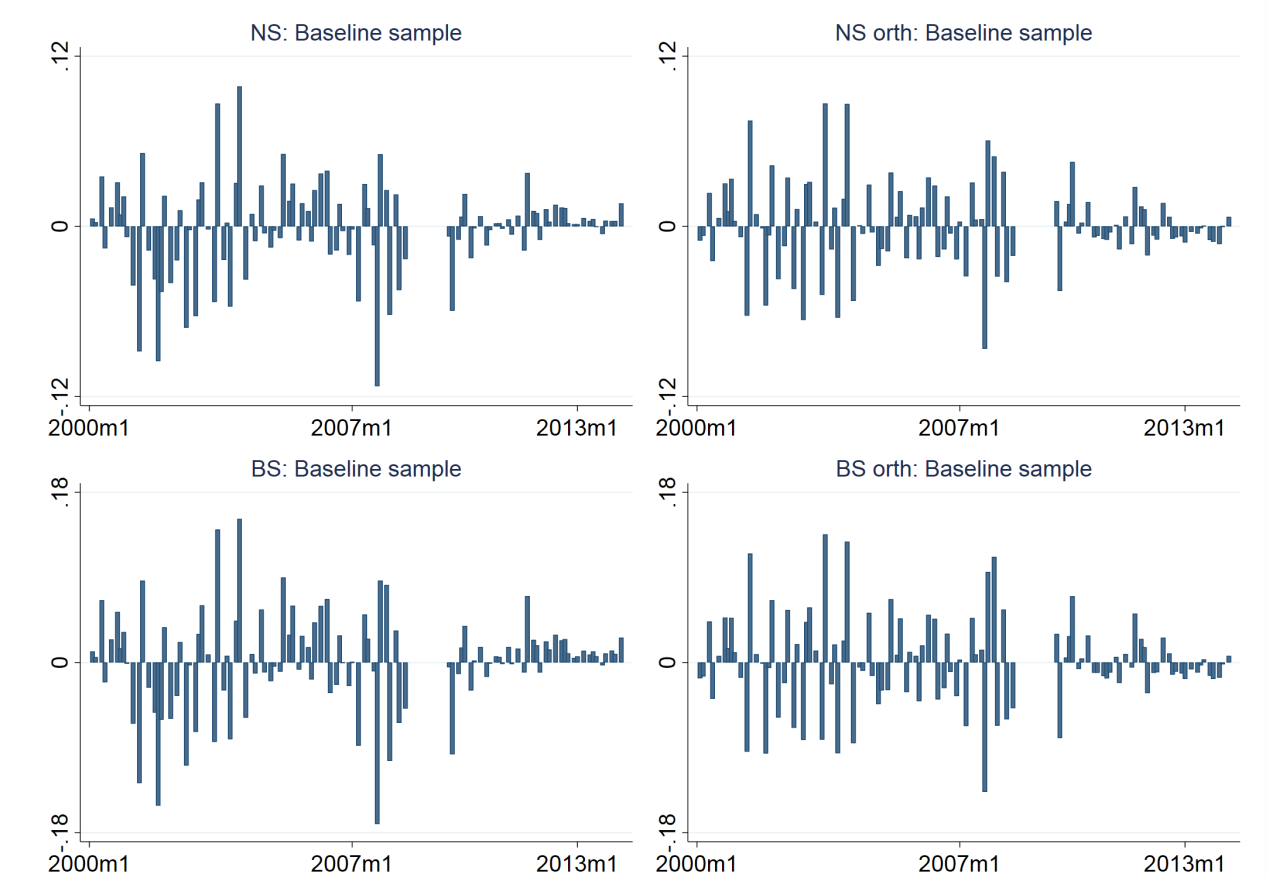 NS: Baseline sample
.12
0
-.12
2000m1 2007m1 2013m1
NS orth: Baseline sample
.12
0
-.12
2000m1 2007m1 2013m1
BS: Baseline sample
.18
0
-.18
2000m1 2007m1 2013m1
BS orth: Baseline sample
.18
0
-.18
2000m1 2007m1 2013m1